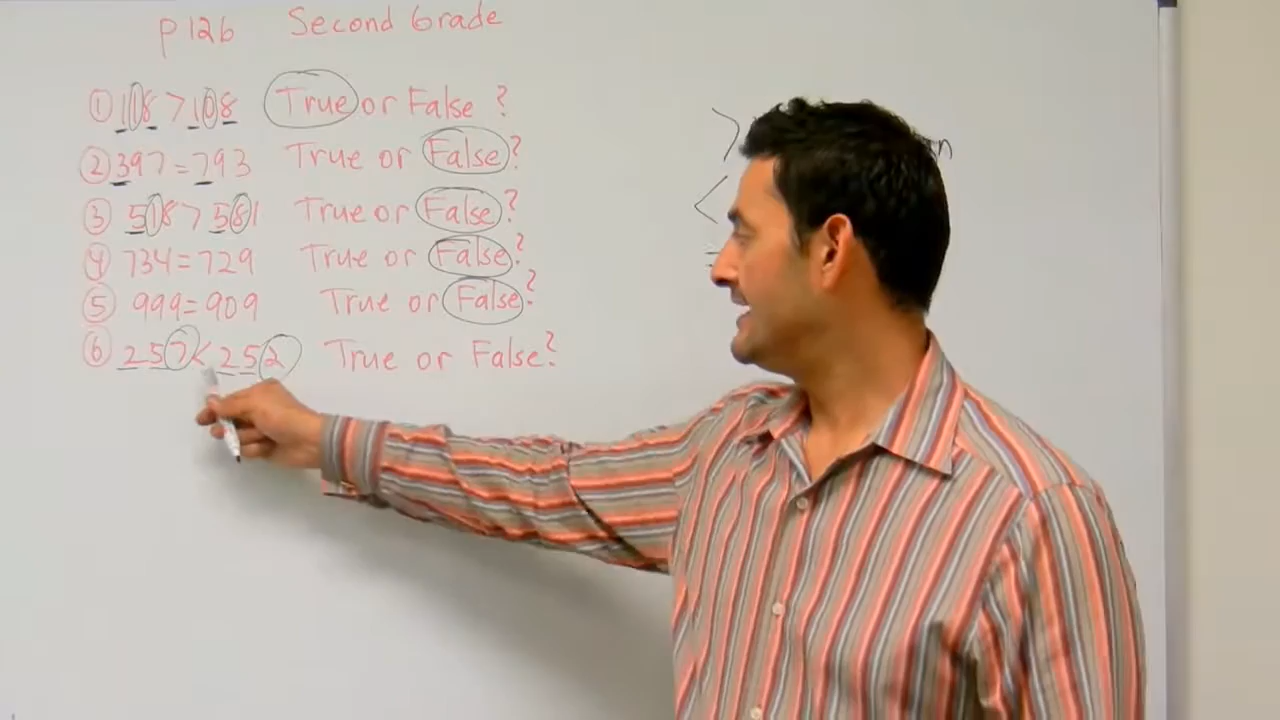 p126 Second Grade
① 118 > 108 True or False ?
② 397 = 793 True or False ?
③ 518 > 581 True or False ?
④ 734 = 729 True or False ?
⑤ 999 = 909 True or False ?
⑥ 257 < 252 True or False ?
>
<
=